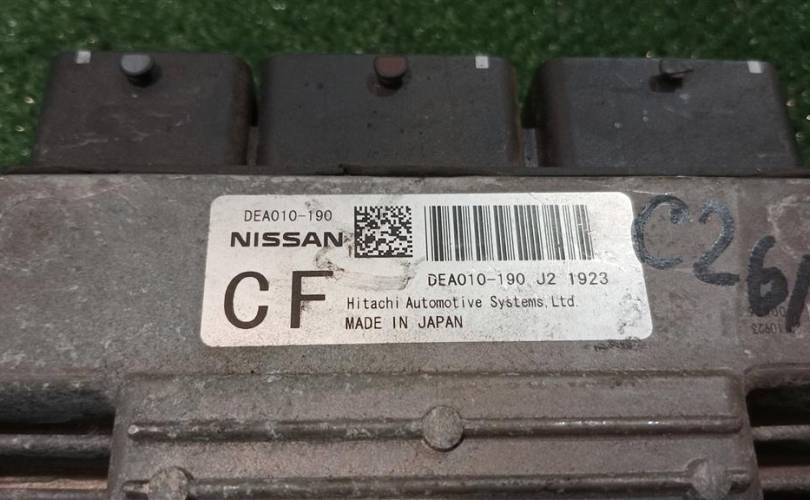 DEA010-190
NISSAN
CF
DEA010-190 J2 1923
Hitachi Automotive Systems,Ltd.
MADE IN JAPAN
C26/